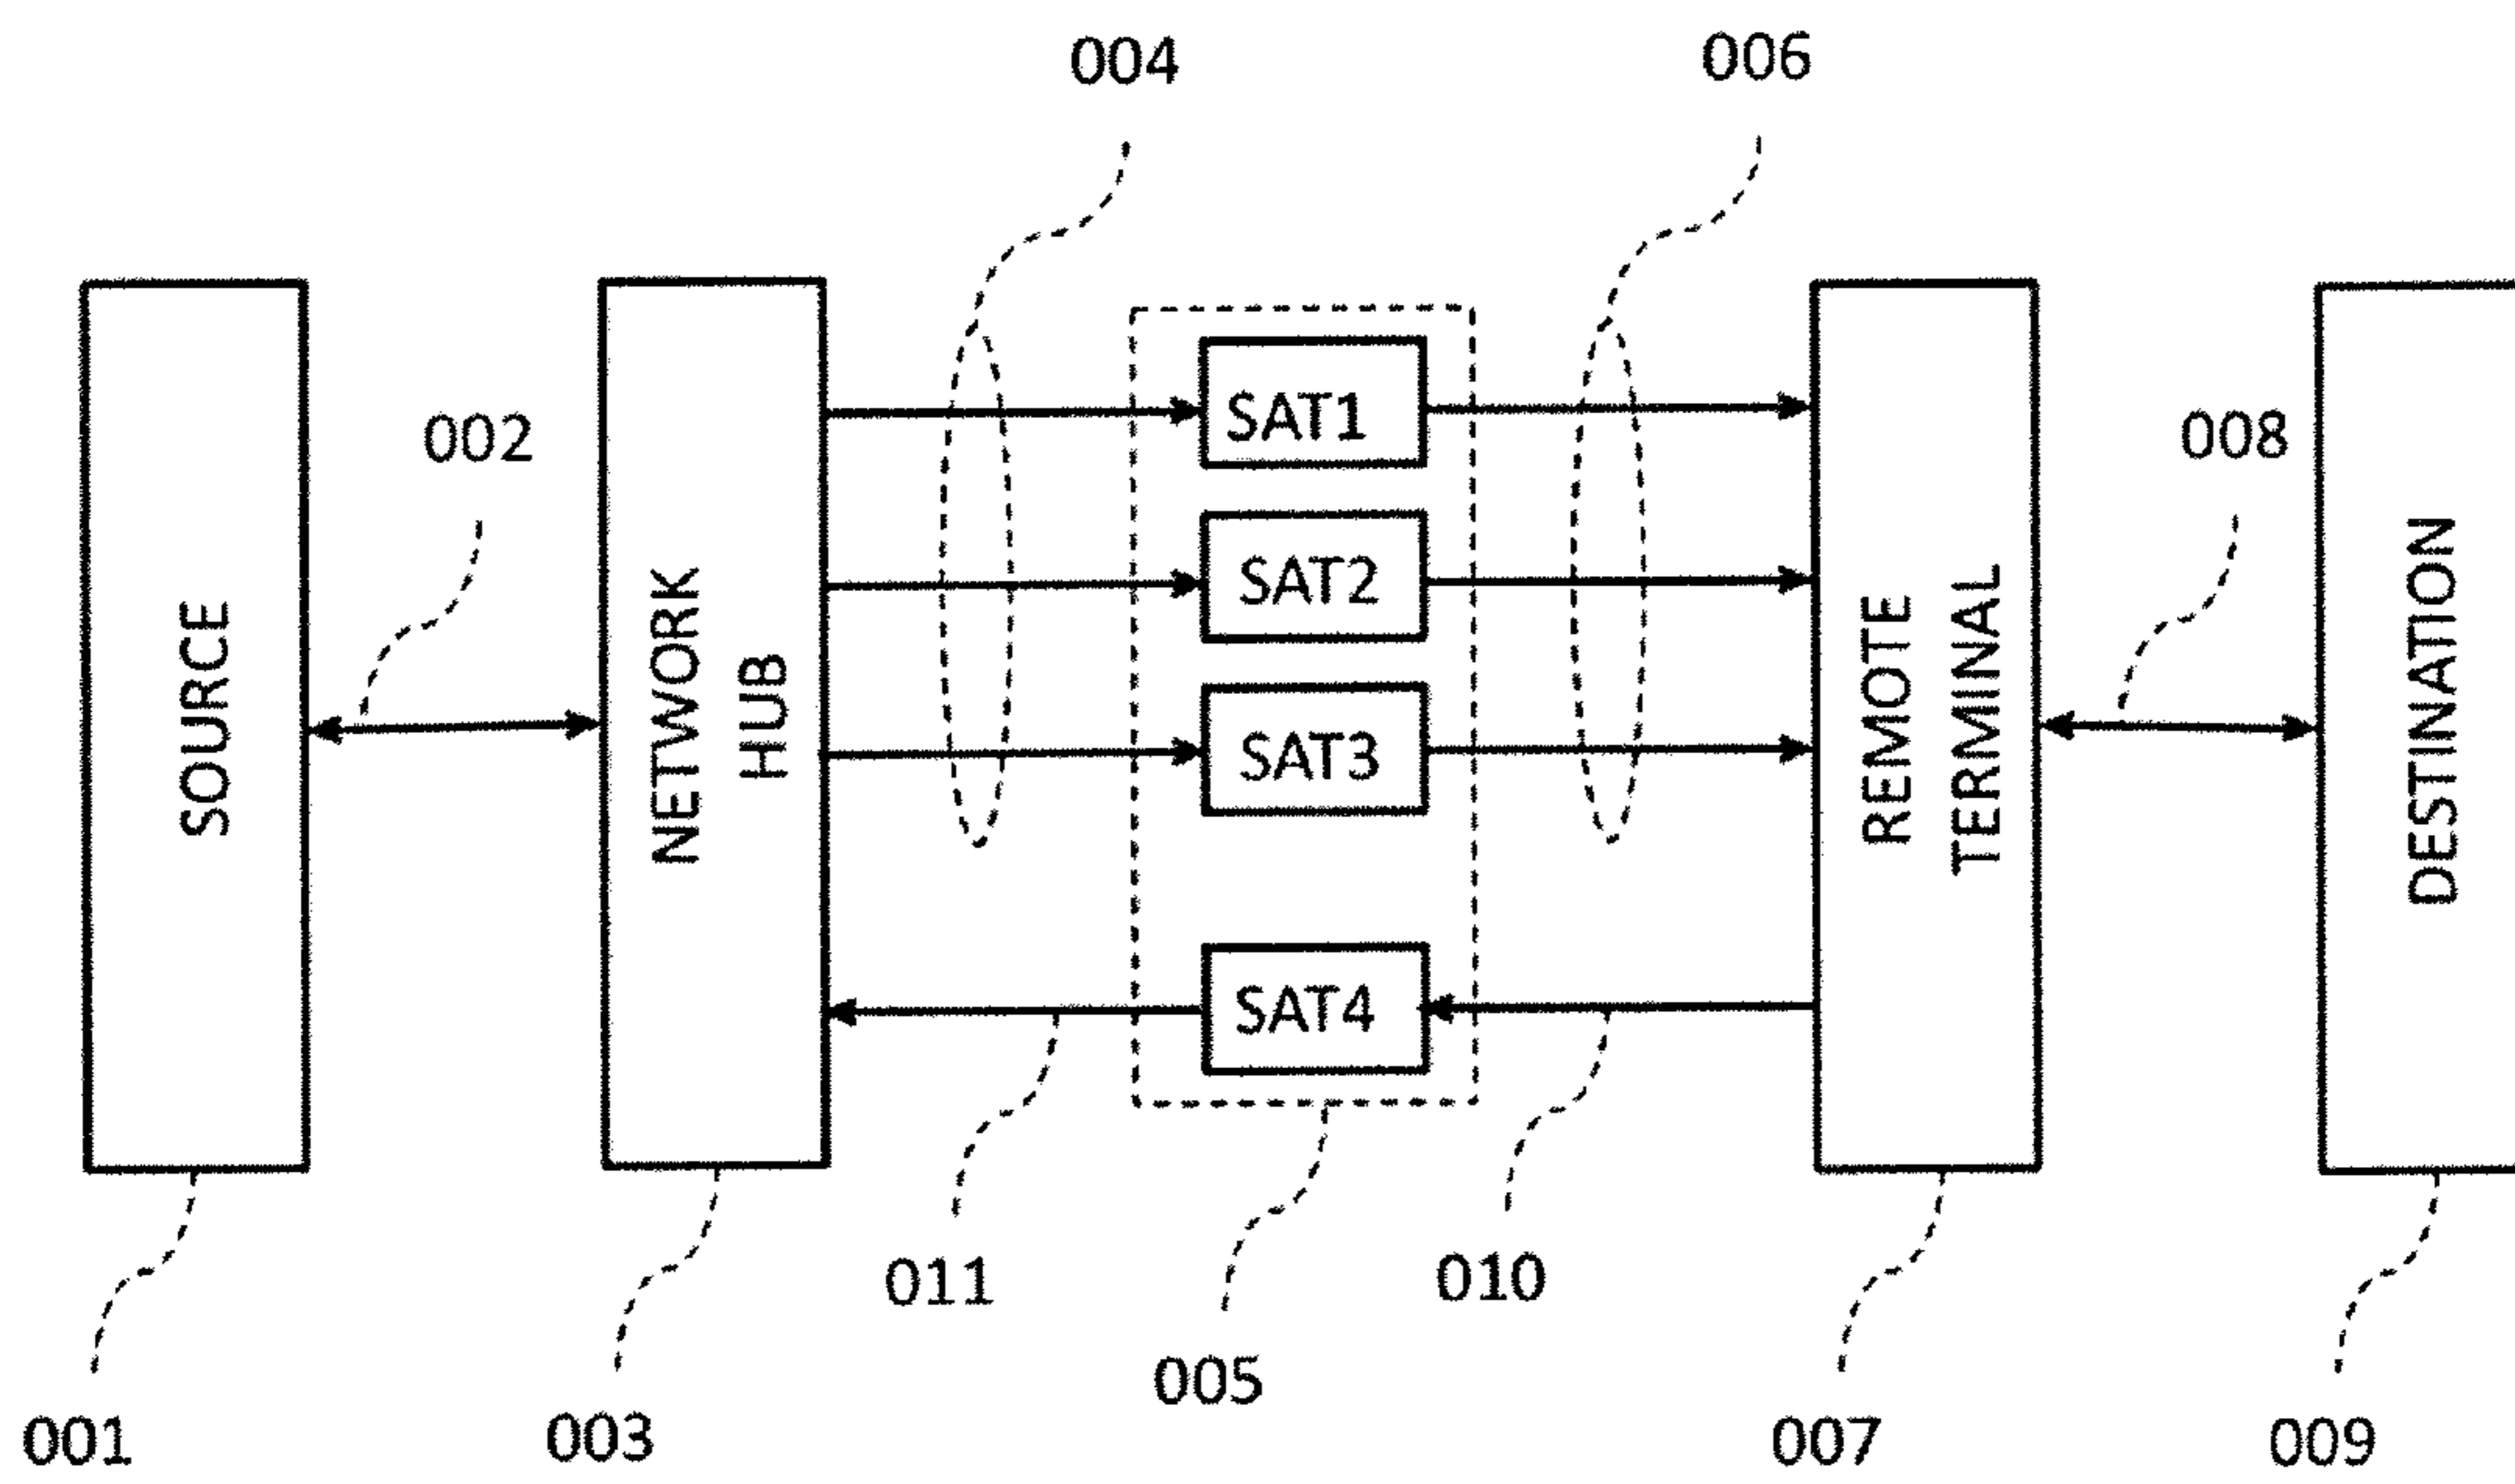 004
006
002
008
SOURCE
NETWORK
HUB
SAT1
SAT2
SAT3
SAT4
REMOTE
TERMINAL
DESTINATION
011
010
005
001
003
007
009